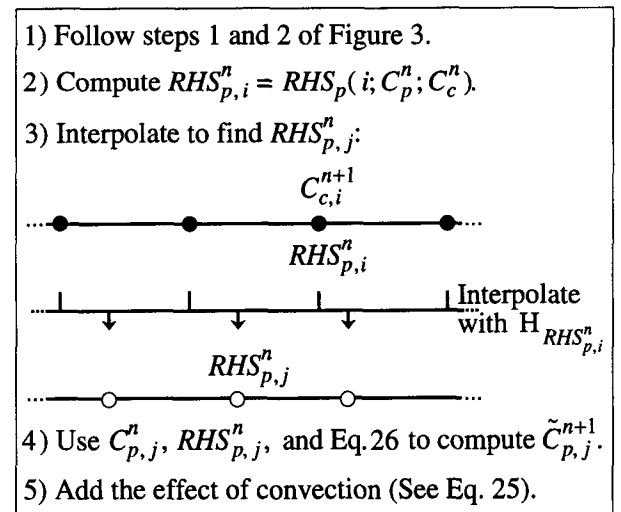 1) Follow steps 1 and 2 of Figure 3.
2) Compute $RHS^n_{p,i} = RHS_p(i; C^n_p; C^n_c)$.
3) Interpolate to find $RHS^n_{p,j}$:
$C^{n+1}_{c,i}$
$RHS^n_{p,i}$
Interpolate
with $H_{RHS^n_{p,i}}$
$RHS^n_{p,j}$
4) Use $C^n_{p,j}$, $RHS^n_{p,j}$, and Eq.26 to compute $\tilde{C}^{n+1}_{p,j}$.
5) Add the effect of convection (See Eq. 25).